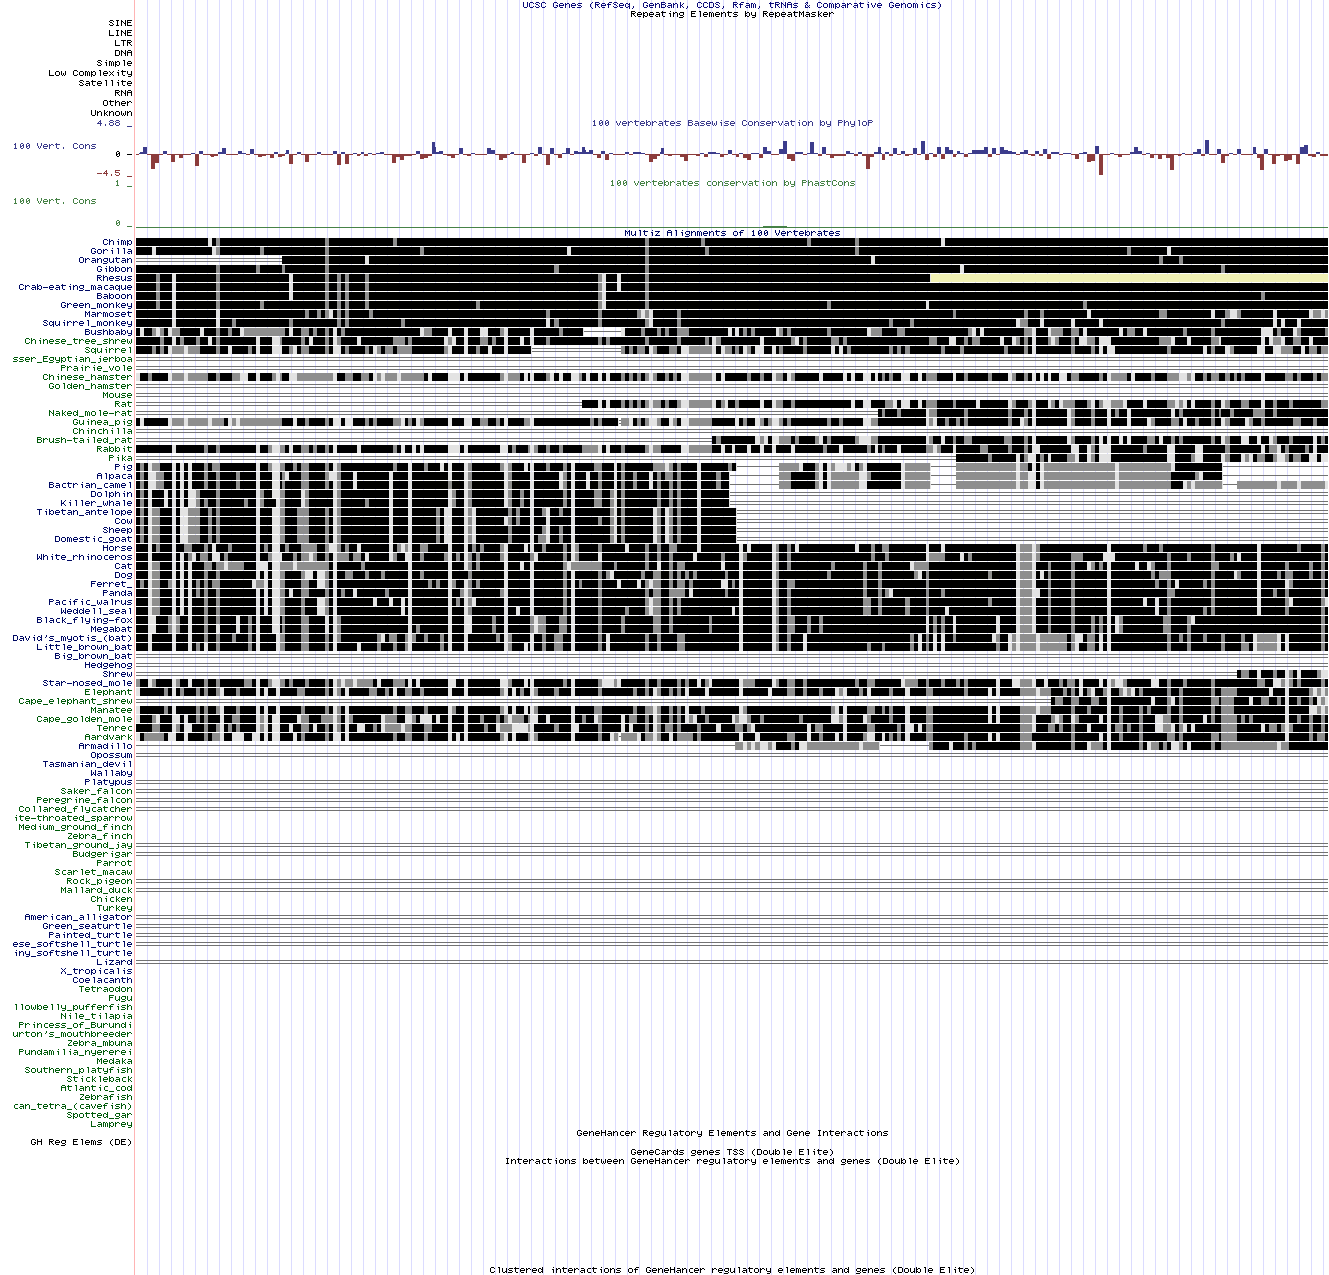 UCSC Genes (RefSeq, GenBank, CCDS, Rfam, tRNAs & Comparative Genomics)
Repeating Elements by RepeatMasker
SINE
LINE
LTR
DNA
Simple
Low Complexity
Satellite
RNA
Other
Unknown
4.88 _
100 vertebrates Basewise Conservation by PhyloP
100 Vert. Cons
0 -
-4.5 _
100 vertebrates conservation by PhastCons
1 _
100 Vert. Cons
0 _
Multiz Alignments of 100 Vertebrates
Chimp
Gorilla
Orangutan
Gibbon
Rhesus
Crab-eating_macaque
Baboon
Green_monkey
Marmoset
Squirrel_monkey
Bushbaby
Chinese_tree_shrew
Squirrel
sser_Egyptian_jerboa
Prairie_vole
Chinese_hamster
Golden_hamster
Mouse
Rat
Naked_mole-rat
Guinea_pig
Chinchilla
Brush-tailed_rat
Rabbit
Pika
Pig
Alpaca
Bactrian_camel
Dolphin
Killer_whale
Tibetan_antelope
Cow
Sheep
Domestic_goat
Horse
White_rhinoceros
Cat
Dog
Ferret_
Panda
Pacific_walrus
Weddell_seal
Black_flying-fox
Megabat
David's_myotis_(bat)
Little_brown_bat
Big_brown_bat
Hedgehog
Shrew
Star-nosed_mole
Elephant
Cape_elephant_shrew
Manatee
Cape_golden_mole
Tenrec
Aardvark
Armadillo
Opossum
Tasmanian_devil
Wallaby
Platypus
Saker_falcon
Peregrine_falcon
Collared_flycatcher
ite-throated_sparrow
Medium_ground_finch
Zebra_finch
Tibetan_ground_jay
Budgerigar
Parrot
Scarlet_macaw
Rock_pigeon
Mallard_duck
Chicken
Turkey
American_alligator
Green_seaturtle
Painted_turtle
ese_softshell_turtle
iny_softshell_turtle
Lizard
X_tropicalis
Coelacanth
Tetraodon
Fugu
llowbelly_pufferfish
Nile_tilapia
Princess_of_Burundi
urton's_mouthbreeder
Zebra_mbuna
Pundamilia_nyererei
Medaka
Southern_platyfish
Stickleback
Atlantic_cod
Zebrafish
can_tetra_(cavefish)
Spotted_gar
Lamprey
GeneHancer Regulatory Elements and Gene Interactions
GH Reg Elems (DE)
GeneCards genes TSS (Double Elite)
Interactions between GeneHancer regulatory elements and genes (Double Elite)
Clustered interactions of GeneHancer regulatory elements and genes (Double Elite)